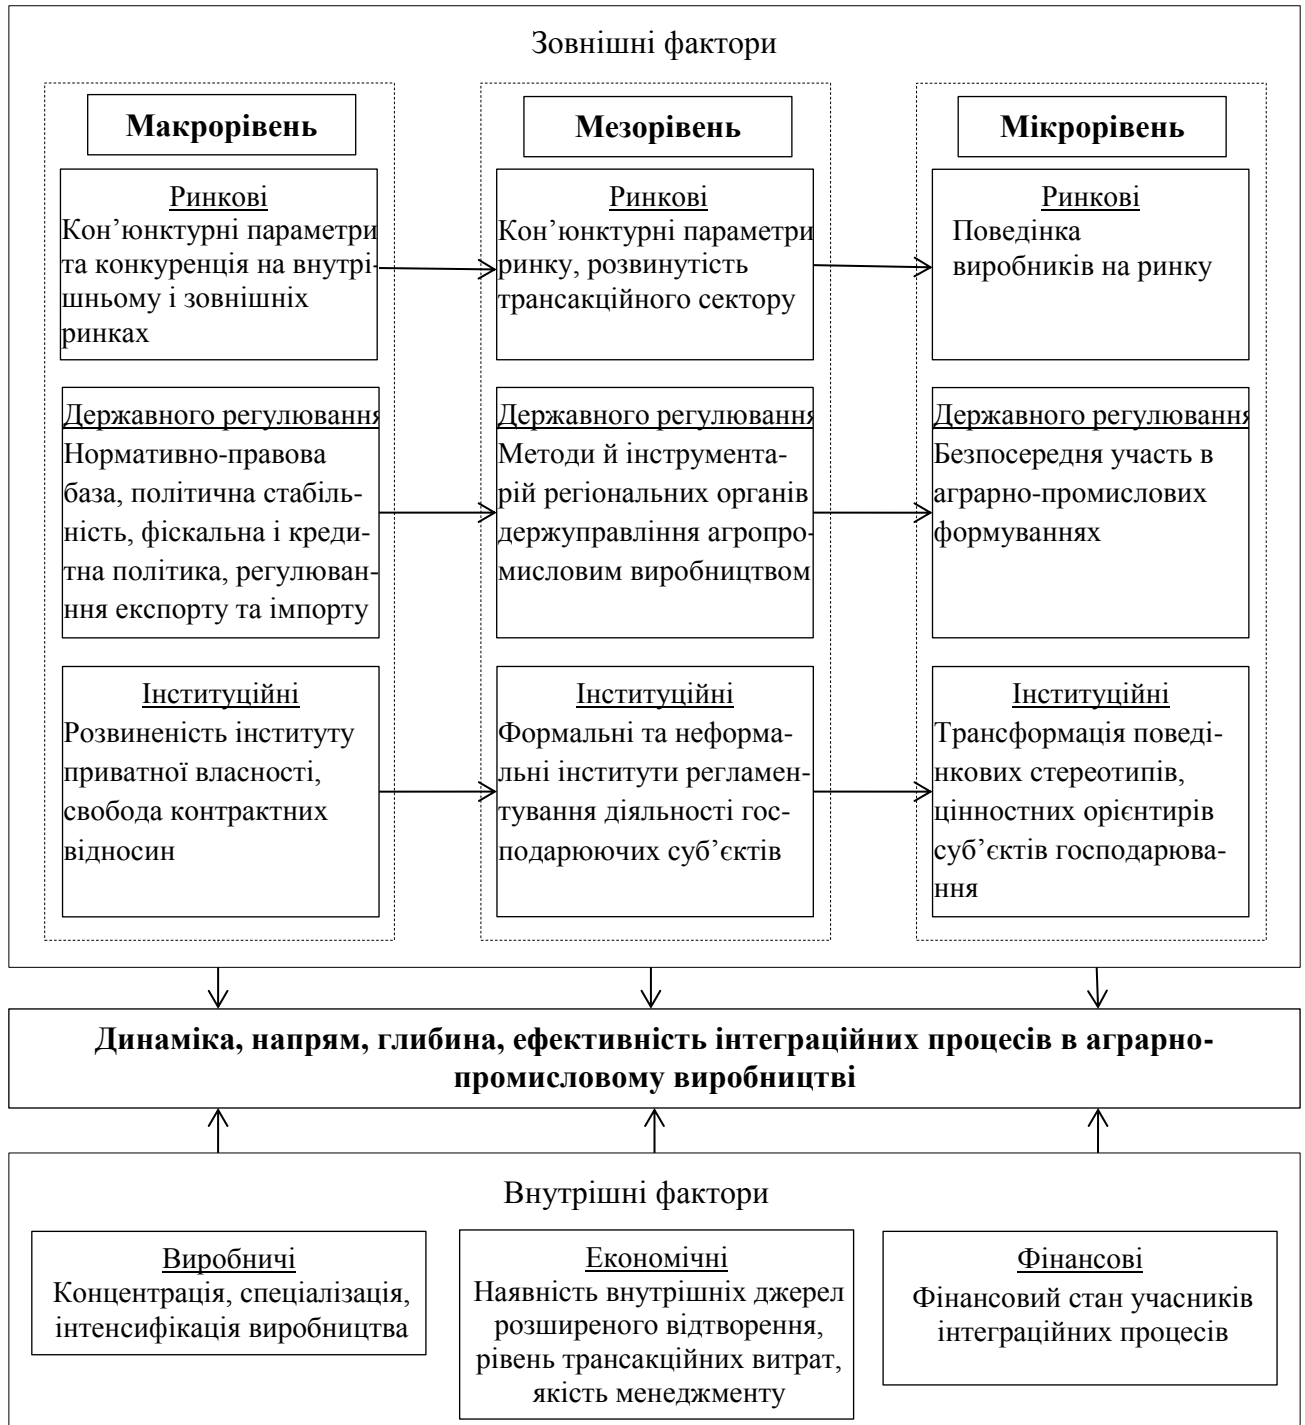 Зовнішні фактори
Макрорівень
Ринкові
Кон’юнктурні параметри
та конкуренція на внутрі-
шньому і зовнішніх
ринках
Державного регулювання
Нормативно-правова
база, політична стабіль-
ність, фіскальна і креди-
тна політика, регулюван-
ня експорту та імпорту
Інституційні
Розвиненість інституту
приватної власності,
свобода контрактних
відносин
Мезорівень
Ринкові
Кон’юнктурні параметри
ринку, розвинутість
трансакційного сектору
Державного регулювання
Методи й інструмента-
рій регіональних органів
держуправління агропро-
мисловим виробництвом
Інституційні
Формальні та неформа-
льні інститути регламен-
тування діяльності гос-
подарюючих суб’єктів
Мікрорівень
Ринкові
Поведінка
виробників на ринку
Державного регулювання
Безпосередня участь в
аграрно-промислових
формуваннях
Інституційні
Трансформація поведі-
нкових стереотипів,
цінностних орієнтирів
суб’єктів господарюва-
ння
Динаміка, напрям, глибина, ефективність інтеграційних процесів в аграрно-
промисловому виробництві
Внутрішні фактори
Виробничі
Концентрація, спеціалізація,
інтенсифікація виробництва
Економічні
Наявність внутрішніх джерел
розширеного відтворення,
рівень трансакційних витрат,
якість менеджменту
Фінансові
Фінансовий стан учасників
інтеграційних процесів